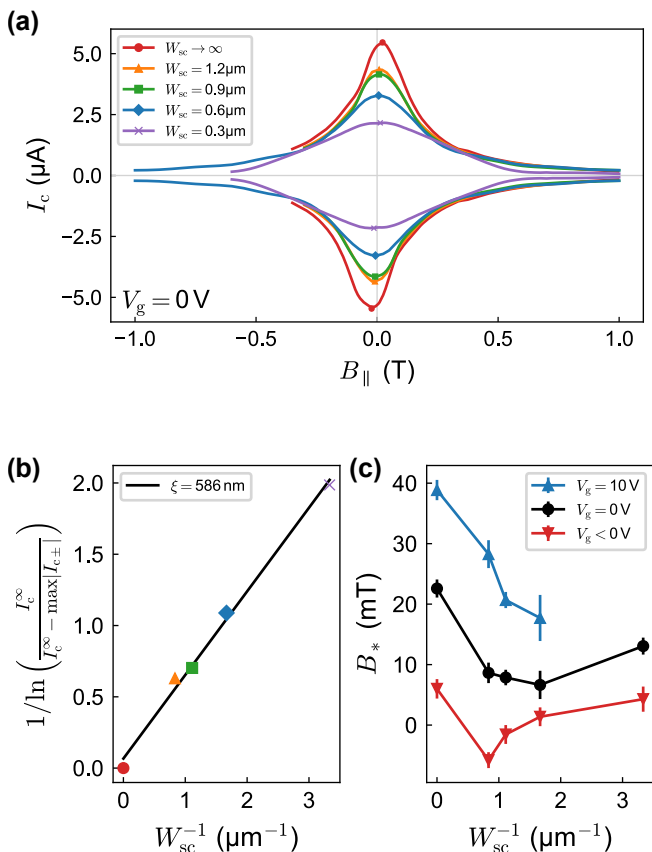 (a)
W_sc → ∞
W_sc = 1.2µm
W_sc = 0.9µm
W_sc = 0.6µm
W_sc = 0.3µm
5.0
2.5
0.0
−2.5
−5.0
I_c (µA)
V_g = 0 V
−1.0 −0.5 0.0 0.5 1.0
B_∥ (T)
(b)
ξ = 586 nm
2.0
1.5
1.0
0.5
0.0
1/ln(I_c^∞ / (I_c^∞ − max|I_c±|))
0 1 2 3
W_sc^−1 (µm^−1)
(c)
V_g = 10 V
V_g = 0 V
V_g < 0 V
40
30
20
10
0
B_* (mT)
0 1 2 3
W_sc^−1 (µm^−1)